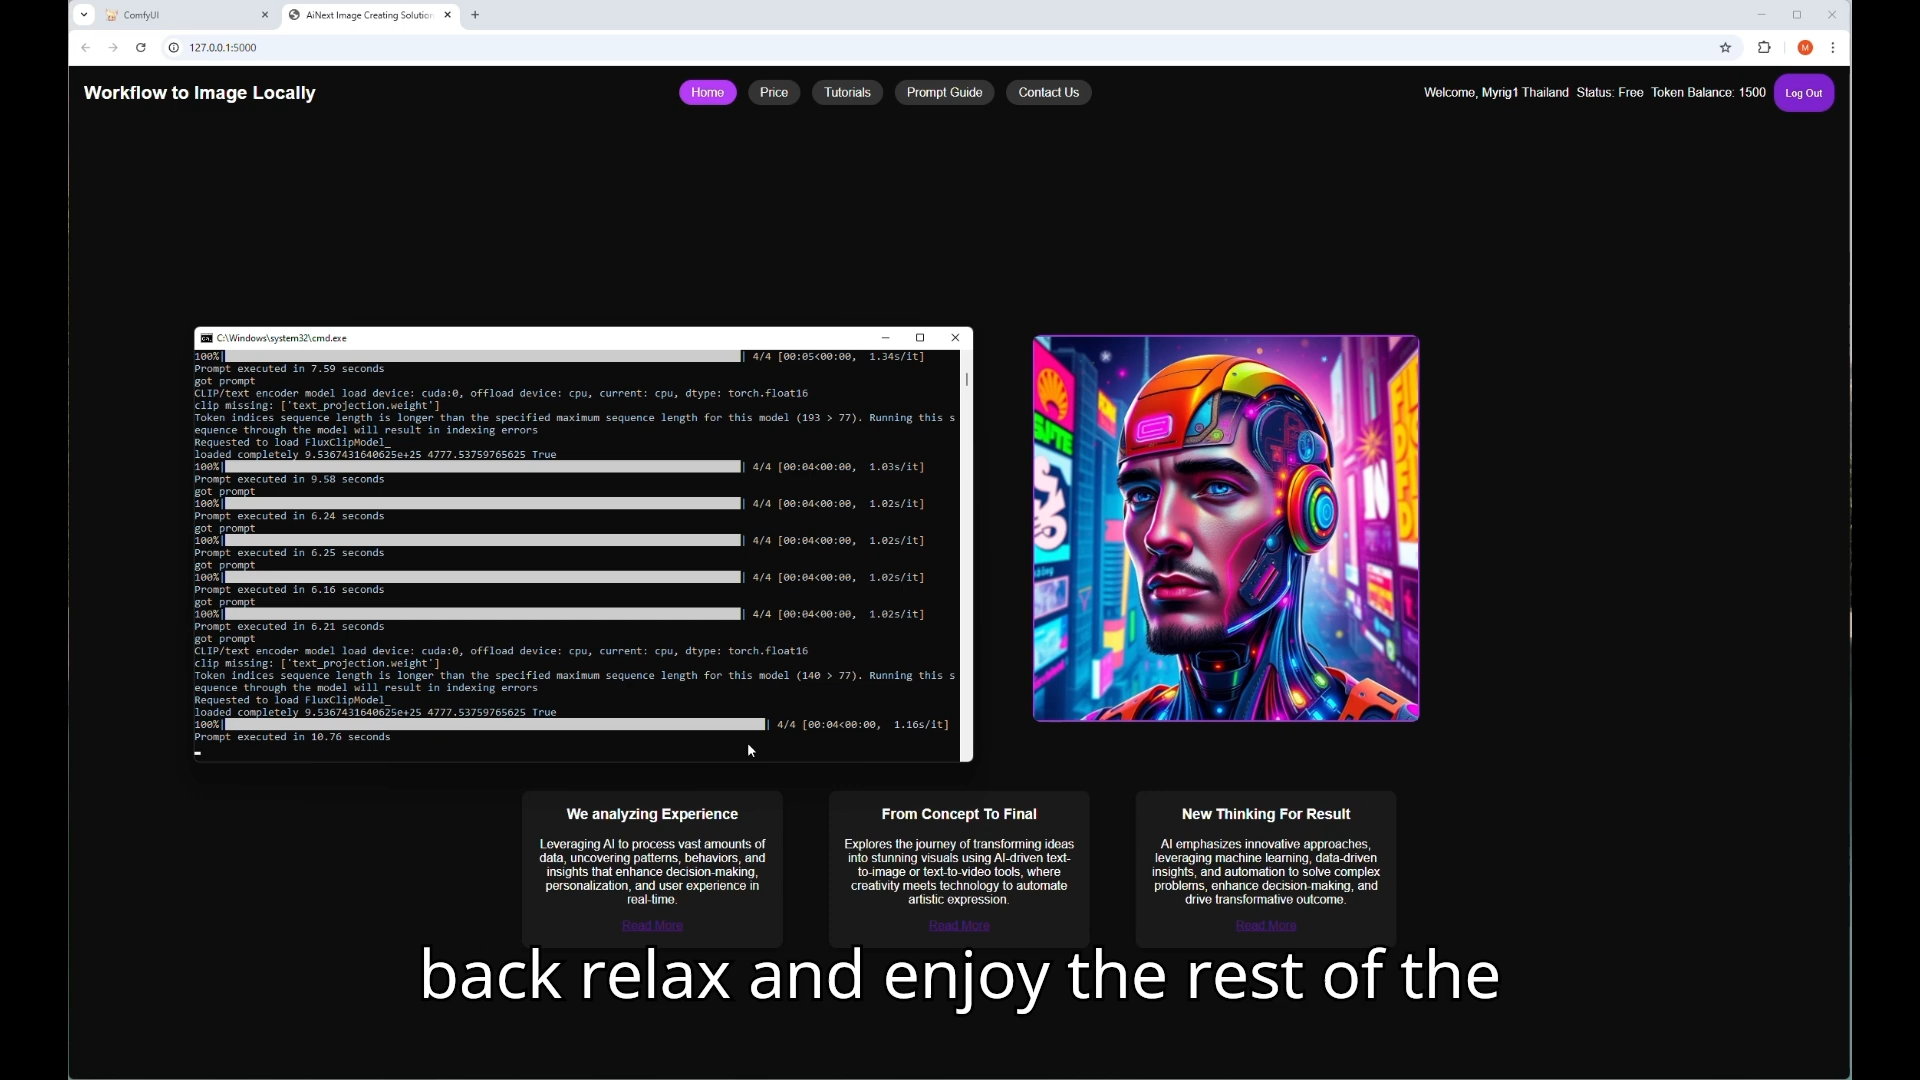 ComfyUI
AiNext Image Creating Solution
127.0.0.1:5000
M
Workflow to Image Locally
Home
Price
Tutorials
Prompt Guide
Contact Us
Welcome, Myrig1 Thailand Status: Free Token Balance: 1500
Log Out
C:\Windows\system32\cmd.exe
100%| | 4/4 [00:05<00:00, 1.34s/it]
Prompt executed in 7.59 seconds
got prompt
CLIP/text encoder model load device: cuda:0, offload device: cpu, current: cpu, dtype: torch.float16
clip missing: ['text_projection.weight']
Token indices sequence length is longer than the specified maximum sequence length for this model (193 > 77). Running this s
equence through the model will result in indexing errors
Requested to load FluxClipModel_
loaded completely 9.5367431640625e+25 4777.53759765625 True
100%| | 4/4 [00:04<00:00, 1.03s/it]
Prompt executed in 9.58 seconds
got prompt
100%| | 4/4 [00:04<00:00, 1.02s/it]
Prompt executed in 6.24 seconds
got prompt
100%| | 4/4 [00:04<00:00, 1.02s/it]
Prompt executed in 6.25 seconds
got prompt
100%| | 4/4 [00:04<00:00, 1.02s/it]
Prompt executed in 6.16 seconds
got prompt
100%| | 4/4 [00:04<00:00, 1.02s/it]
Prompt executed in 6.21 seconds
got prompt
CLIP/text encoder model load device: cuda:0, offload device: cpu, current: cpu, dtype: torch.float16
clip missing: ['text_projection.weight']
Token indices sequence length is longer than the specified maximum sequence length for this model (140 > 77). Running this s
equence through the model will result in indexing errors
Requested to load FluxClipModel_
loaded completely 9.5367431640625e+25 4777.53759765625 True
100%| | 4/4 [00:04<00:00, 1.16s/it]
Prompt executed in 10.76 seconds
We analyzing Experience
Leveraging AI to process vast amounts of
data, uncovering patterns, behaviors, and
insights that enhance decision-making,
personalization, and user experience in
real-time.
Read More
From Concept To Final
Explores the journey of transforming ideas
into stunning visuals using AI-driven text-
to-image or text-to-video tools, where
creativity meets technology to automate
artistic expression.
Read More
New Thinking For Result
AI emphasizes innovative approaches,
leveraging machine learning, data-driven
insights, and automation to solve complex
problems, enhance decision-making, and
drive transformative outcome.
Read More
back relax and enjoy the rest of the